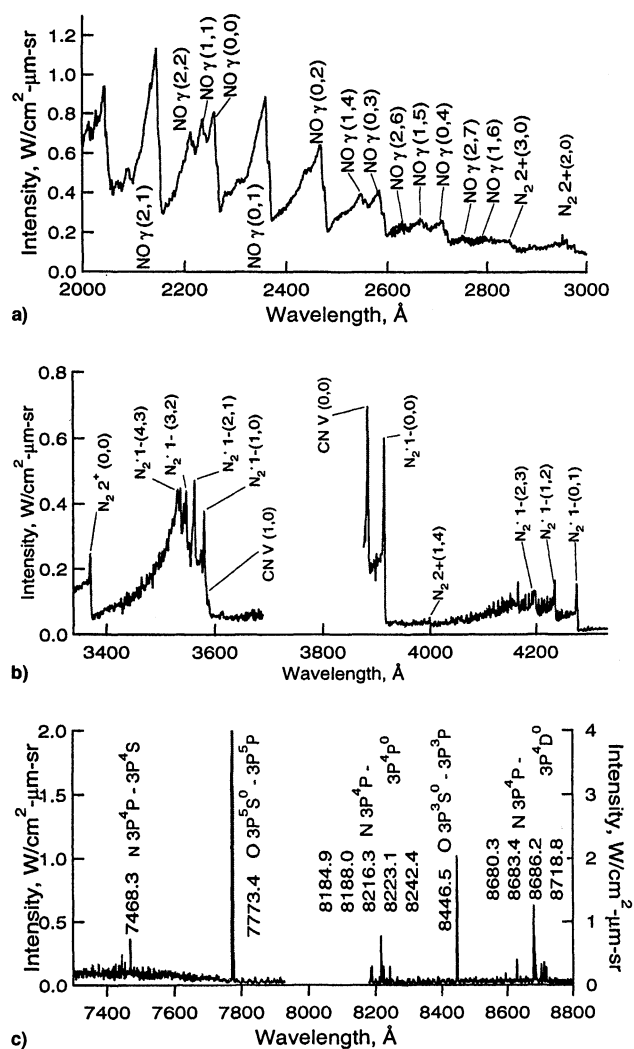 Intensity, W/cm²-μm-sr
1.2
1.0
0.8
0.6
0.4
0.2
0.0
NO γ (2,1)
NO γ (2,2)
NO γ (1,1)
NO γ (0,0)
NO γ (0,1)
NO γ (0,2)
NO γ (1,4)
NO γ (0,3)
NO γ (2,6)
NO γ (1,5)
NO γ (0,4)
NO γ (2,7)
NO γ (1,6)
N₂ 2+(3,0)
N₂ 2+(2,0)
2000 2200 2400 2600 2800 3000
Wavelength, Å
a)
Intensity, W/cm²-μm-sr
0.8
0.6
0.4
0.2
0.0
N₂ 2⁺ (0,0)
N₂⁺1-(4,3)
N₂⁺1- (3,2)
N₂⁺1-(2,1)
N₂⁺1-(1,0)
CN V (1,0)
CN V (0,0)
N₂⁺1-(0,0)
N₂ 2+(1,4)
N₂⁺1-(2,3)
N₂⁺1-(1,2)
N₂⁺1-(0,1)
3400 3600 3800 4000 4200
Wavelength, Å
b)
Intensity, W/cm²-μm-sr
2.0
1.5
1.0
0.5
0.0
7468.3 N 3P⁴P - 3P⁴S
7773.4 O 3P⁵S⁰ - 3P⁵P
8184.9
8188.0
8216.3 N 3P⁴P -
8223.1 3P⁴P⁰
8242.4
8446.5 O 3P³S⁰ - 3P³P
8680.3
8683.4 N 3P⁴P -
8686.2 3P⁴D⁰
8718.8
4
3
2
1
0
Intensity, W/cm²-μm-sr
7400 7600 7800 8000 8200 8400 8600 8800
Wavelength, Å
c)